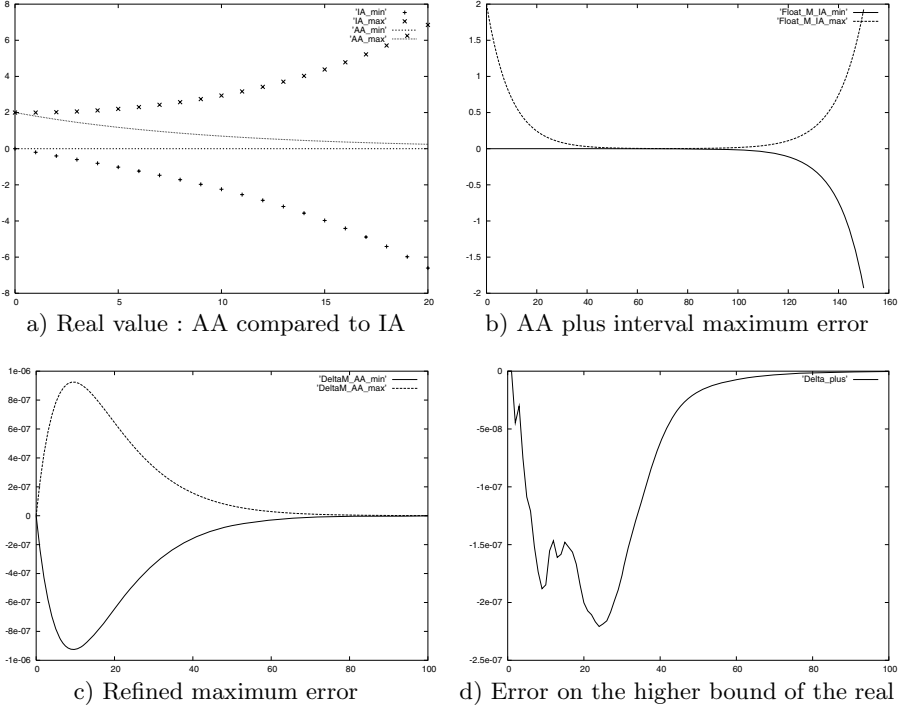 8
6
4
2
0
-2
-4
-6
-8
0
5
10
15
20
'IA_min'
'IA_max'
'AA_min'
'AA_max'
a) Real value : AA compared to IA
2
1.5
1
0.5
0
-0.5
-1
-1.5
-2
0
20
40
60
80
100
120
140
160
'Float_M_IA_min'
'Float_M_IA_max'
b) AA plus interval maximum error
1e-06
8e-07
6e-07
4e-07
2e-07
0
-2e-07
-4e-07
-6e-07
-8e-07
-1e-06
0
20
40
60
80
100
'DeltaM_AA_min'
'DeltaM_AA_max'
c) Refined maximum error
0
-5e-08
-1e-07
-1.5e-07
-2e-07
-2.5e-07
0
20
40
60
80
100
'Delta_plus'
d) Error on the higher bound of the real